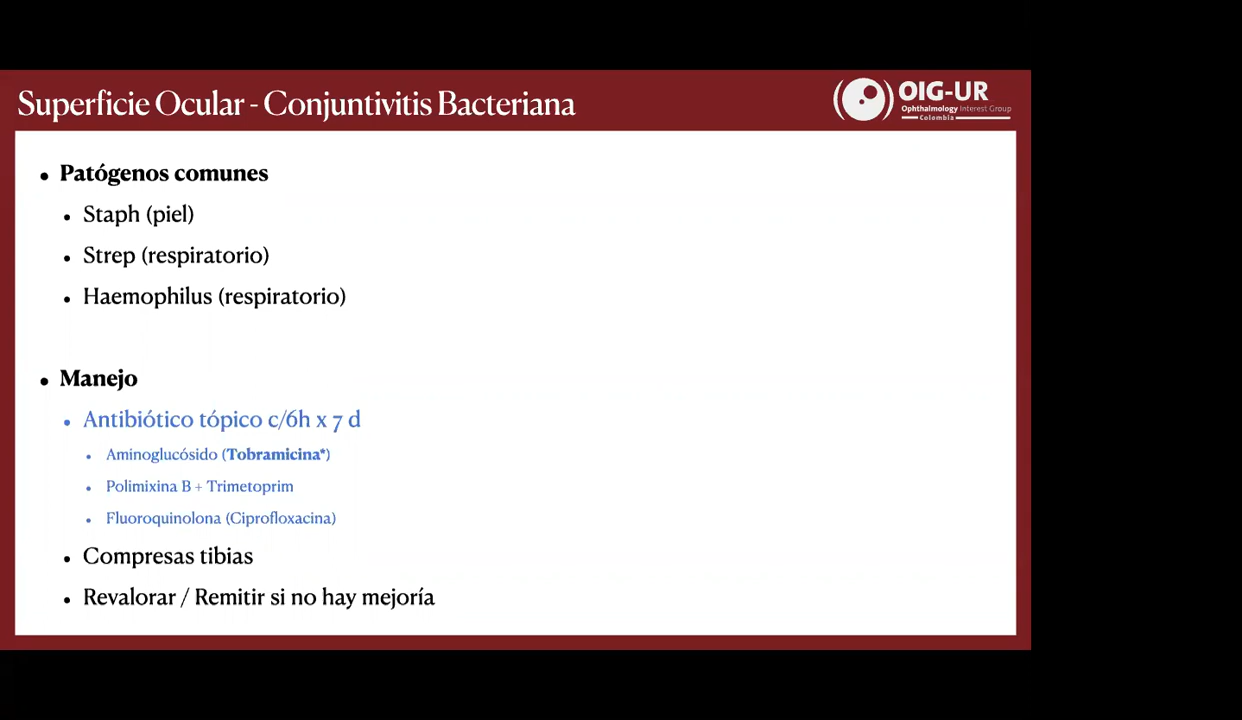 Superficie Ocular - Conjuntivitis Bacteriana
OIG-UR
Ophthalmology Interest Group
Colombia
• Patógenos comunes
• Staph (piel)
• Strep (respiratorio)
• Haemophilus (respiratorio)
• Manejo
• Antibiótico tópico c/6h x 7 d
• Aminoglucósido (Tobramicina*)
• Polimixina B + Trimetoprim
• Fluoroquinolona (Ciprofloxacina)
• Compresas tibias
• Revalorar / Remitir si no hay mejoría